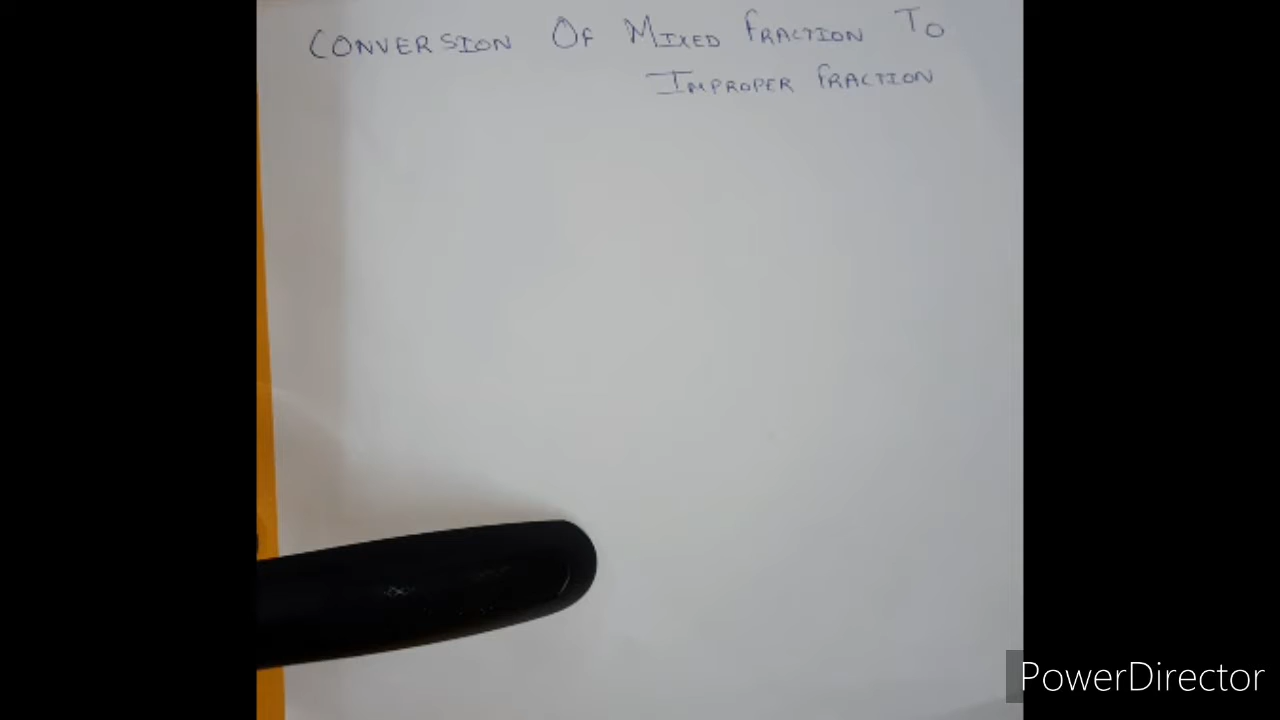 CONVERSION OF MIXED FRACTION TO
IMPROPER FRACTION
PowerDirector